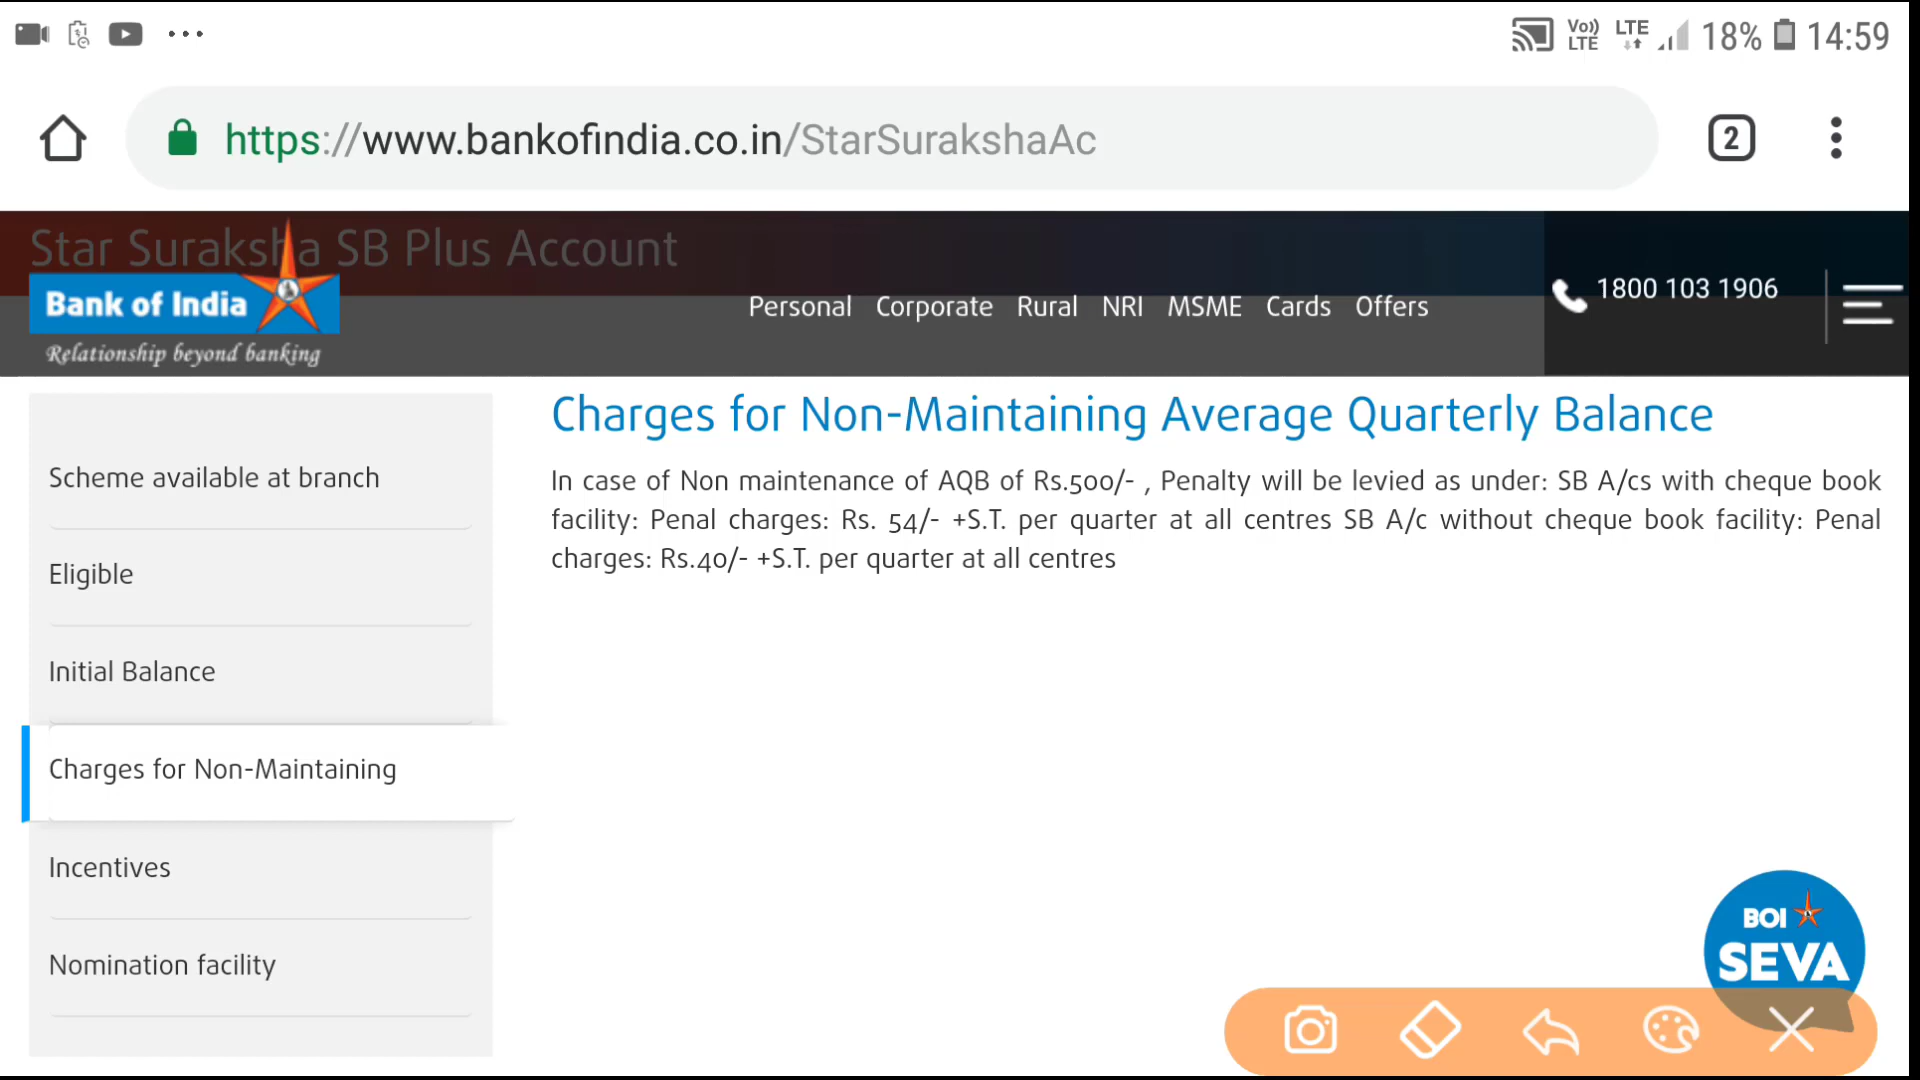 Vo)) LTE LTE 18% 14:59
https://www.bankofindia.co.in/StarSurakshaAc 2
Star Suraksha SB Plus Account
Bank of India
Relationship beyond banking
Personal Corporate Rural NRI MSME Cards Offers
1800 103 1906
Scheme available at branch
Eligible
Initial Balance
Charges for Non-Maintaining
Incentives
Nomination facility
Charges for Non-Maintaining Average Quarterly Balance
In case of Non maintenance of AQB of Rs.500/- , Penalty will be levied as under: SB A/cs with cheque book
facility: Penal charges: Rs. 54/- +S.T. per quarter at all centres SB A/c without cheque book facility: Penal
charges: Rs.40/- +S.T. per quarter at all centres
BOI
SEVA